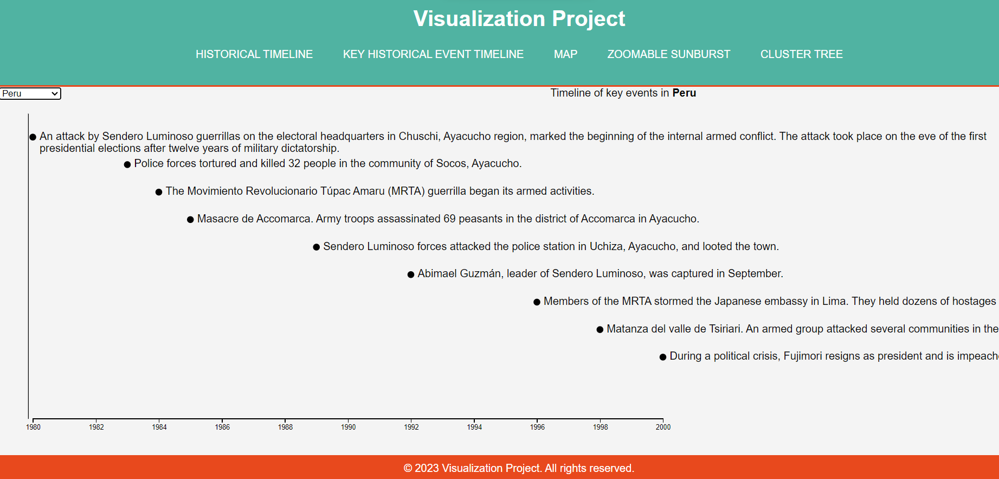 Visualization Project
HISTORICAL TIMELINE KEY HISTORICAL EVENT TIMELINE MAP ZOOMABLE SUNBURST CLUSTER TREE
Peru
Timeline of key events in Peru
An attack by Sendero Luminoso guerrillas on the electoral headquarters in Chuschi, Ayacucho region, marked the beginning of the internal armed conflict. The attack took place on the eve of the first
presidential elections after twelve years of military dictatorship.
Police forces tortured and killed 32 people in the community of Socos, Ayacucho.
The Movimiento Revolucionario Túpac Amaru (MRTA) guerrilla began its armed activities.
Masacre de Accomarca. Army troops assassinated 69 peasants in the district of Accomarca in Ayacucho.
Sendero Luminoso forces attacked the police station in Uchiza, Ayacucho, and looted the town.
Abimael Guzmán, leader of Sendero Luminoso, was captured in September.
Members of the MRTA stormed the Japanese embassy in Lima. They held dozens of hostages
Matanza del valle de Tsiriari. An armed group attacked several communities in the
During a political crisis, Fujimori resigns as president and is
1980 1982 1984 1986 1988 1990 1992 1994 1996 1998 2000
© 2023 Visualization Project. All rights reserved.